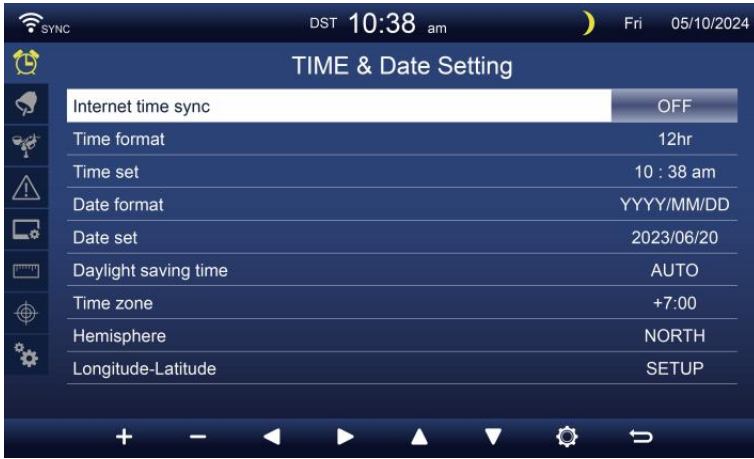 SYNC DST 10:38 am Fri 05/10/2024
TIME & Date Setting
Internet time sync OFF
Time format 12hr
Time set 10 : 38 am
Date format YYYY/MM/DD
Date set 2023/06/20
Daylight saving time AUTO
Time zone +7:00
Hemisphere NORTH
Longitude-Latitude SETUP